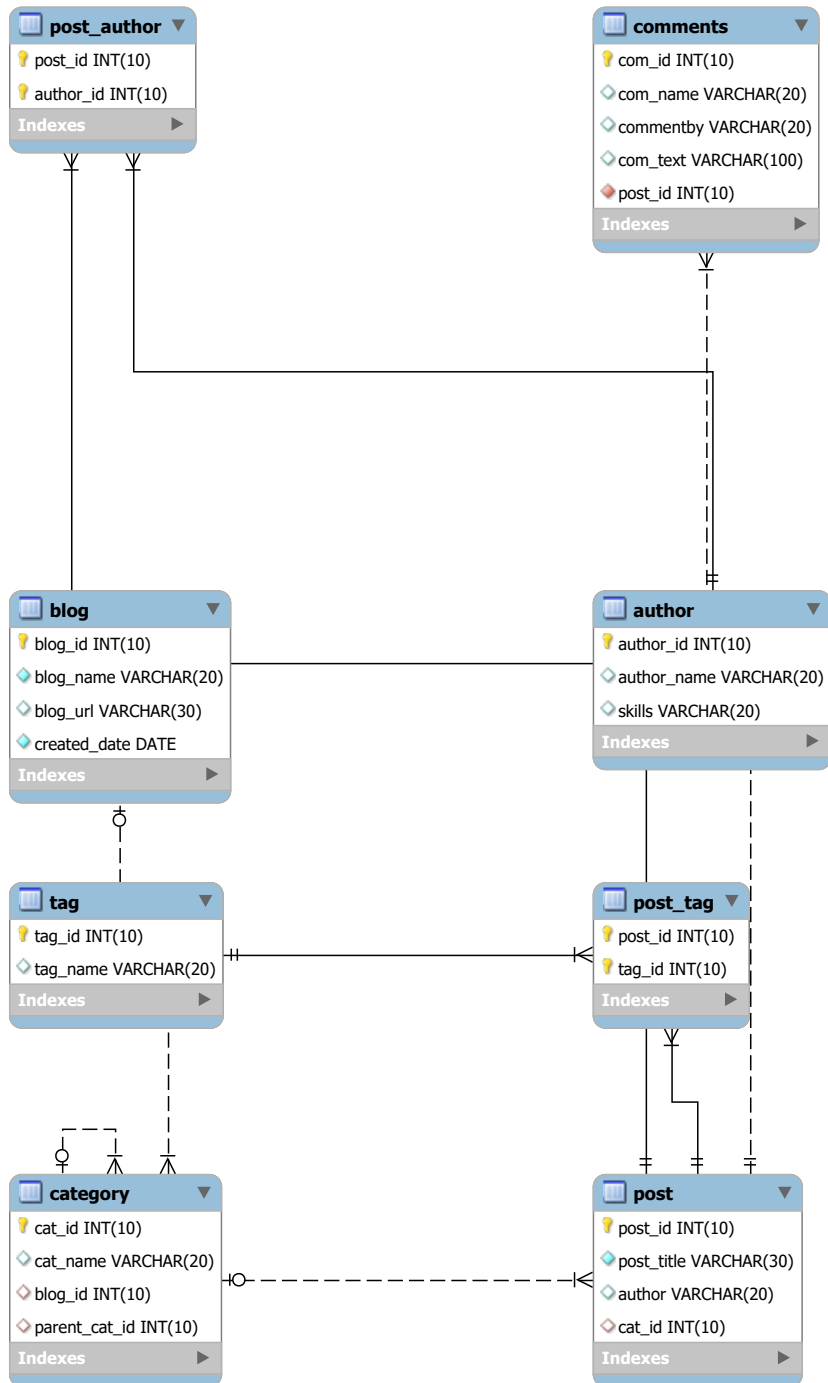 post_author
post_id INT(10)
author_id INT(10)
Indexes
comments
com_id INT(10)
com_name VARCHAR(20)
commentby VARCHAR(20)
com_text VARCHAR(100)
post_id INT(10)
Indexes
blog
blog_id INT(10)
blog_name VARCHAR(20)
blog_url VARCHAR(30)
created_date DATE
Indexes
author
author_id INT(10)
author_name VARCHAR(20)
skills VARCHAR(20)
Indexes
tag
tag_id INT(10)
tag_name VARCHAR(20)
Indexes
post_tag
post_id INT(10)
tag_id INT(10)
Indexes
category
cat_id INT(10)
cat_name VARCHAR(20)
blog_id INT(10)
parent_cat_id INT(10)
Indexes
post
post_id INT(10)
post_title VARCHAR(30)
author VARCHAR(20)
cat_id INT(10)
Indexes